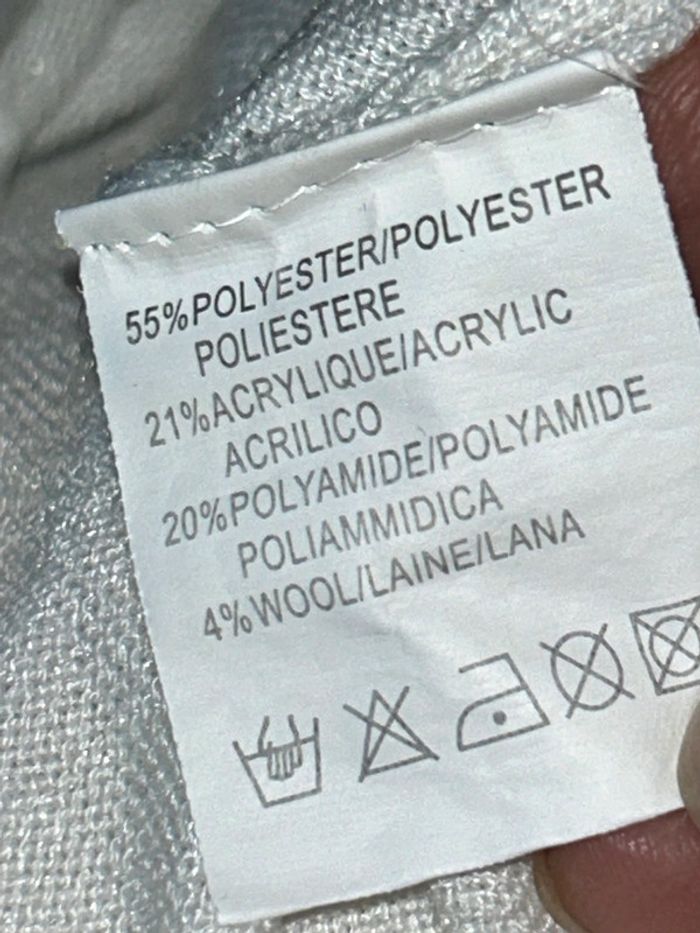 55%POLYESTER/POLYESTER
POLIESTERE
21%ACRYLIQUE/ACRYLIC
ACRILICO
20%POLYAMIDE/POLYAMIDE
POLIAMMIDICA
4%WOOL/LAINE/LANA